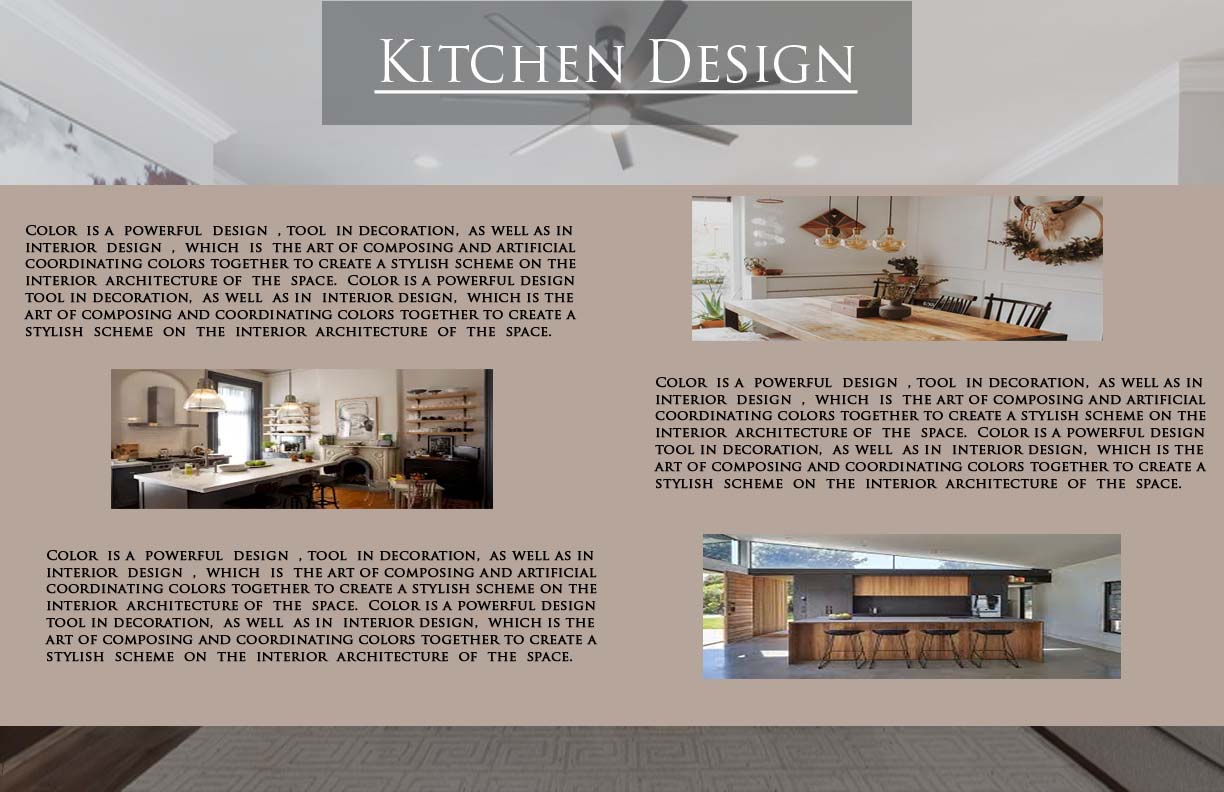 Kitchen Design
Color is a powerful design , tool in decoration, as well as in
interior design , which is the art of composing and artificial
coordinating colors together to create a stylish scheme on the
interior architecture of the space. Color is a powerful design
tool in decoration, as well as in interior design, which is the
art of composing and coordinating colors together to create a
stylish scheme on the interior architecture of the space.
Color is a powerful design , tool in decoration, as well as in
interior design , which is the art of composing and artificial
coordinating colors together to create a stylish scheme on the
interior architecture of the space. Color is a powerful design
tool in decoration, as well as in interior design, which is the
art of composing and coordinating colors together to create a
stylish scheme on the interior architecture of the space.
Color is a powerful design , tool in decoration, as well as in
interior design , which is the art of composing and artificial
coordinating colors together to create a stylish scheme on the
interior architecture of the space. Color is a powerful design
tool in decoration, as well as in interior design, which is the
art of composing and coordinating colors together to create a
stylish scheme on the interior architecture of the space.